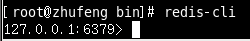 [root@zhufeng bin]# redis-cli
127.0.0.1:6379>